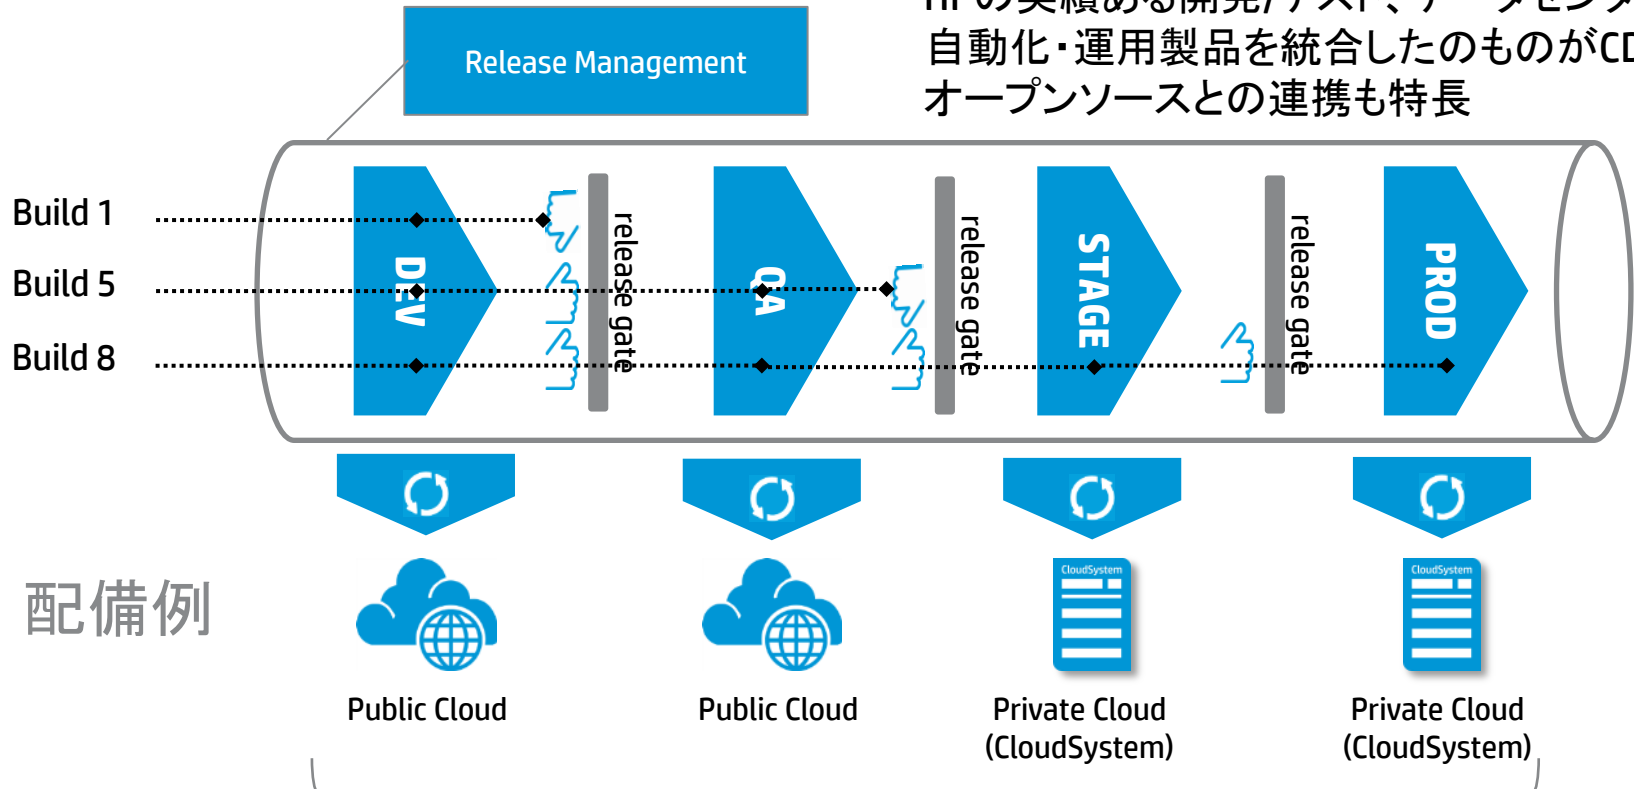 自動化・運用製品を統合したのものがCD
オープンソースとの連携も特長
Release Management
Build 1
Build 5
Build 8
DEV
release gate
QA
release gate
STAGE
release gate
PROD
配備例
CloudSystem
CloudSystem
Public Cloud
Public Cloud
Private Cloud
(CloudSystem)
Private Cloud
(CloudSystem)